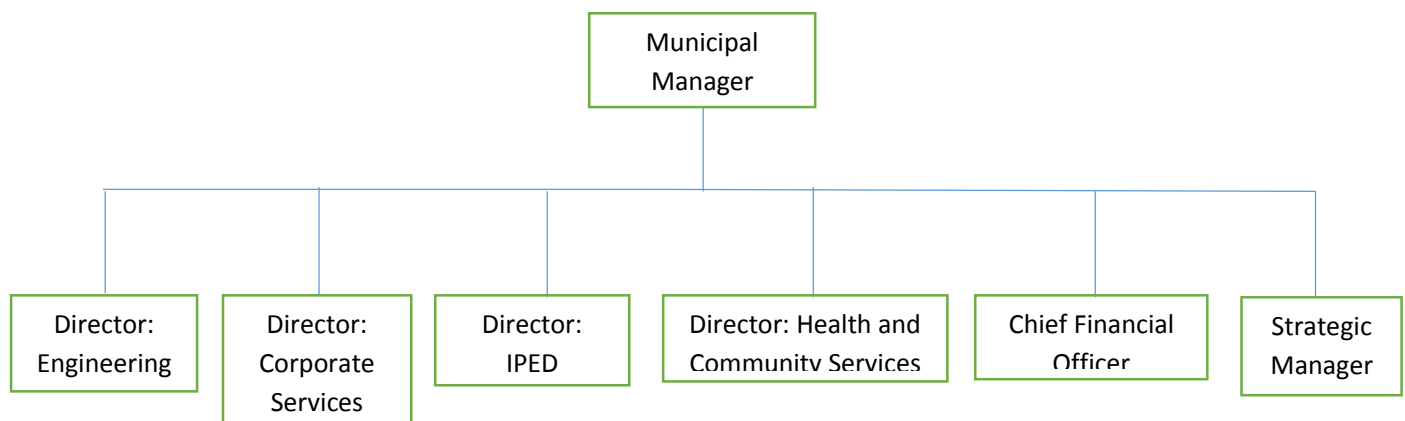 Municipal
Manager
Director:
Engineering
Director:
Corporate
Services
Director:
IPED
Director: Health and
Community Services
Chief Financial
Officer
Strategic
Manager